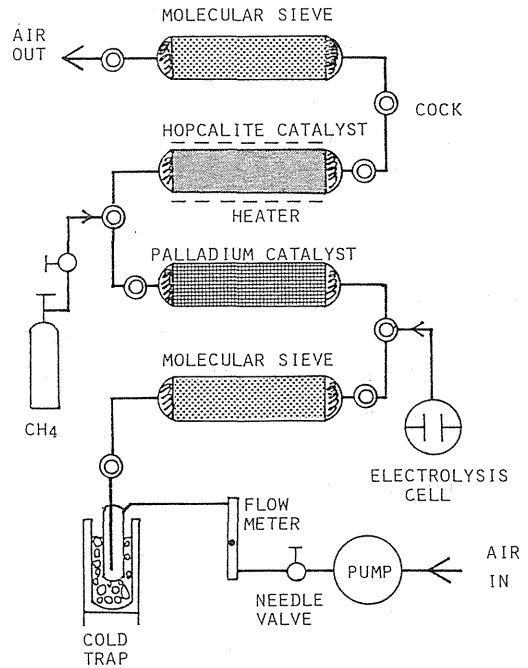 MOLECULAR SIEVE
AIR
OUT
COCK
HOPCALITE CATALYST
HEATER
PALLADIUM CATALYST
MOLECULAR SIEVE
CH4
ELECTROLYSIS
CELL
FLOW
METER
AIR
IN
PUMP
NEEDLE
VALVE
COLD
TRAP